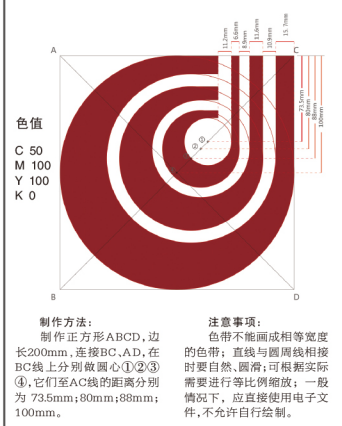 11.2mm
6.6mm
8.9mm
11.6mm
10.9mm
15.7mm
A
C
73.5mm
80mm
88mm
100mm
色值
C 50
M 100
Y 100
K 0
①
②
B
D
制作方法：
制作正方形ABCD,边
长200mm,连接BC、AD,在
BC线上分别做圆心①②③
④,它们至AC线的距离分别
为 73.5mm;80mm;88mm;
100mm。
注意事项：
色带不能画成相等宽度
的色带；直线与圆周线相接
时要自然、圆滑;可根据实际
需要进行等比例缩放；一般
情况下，应直接使用电子文
件,不允许自行绘制。